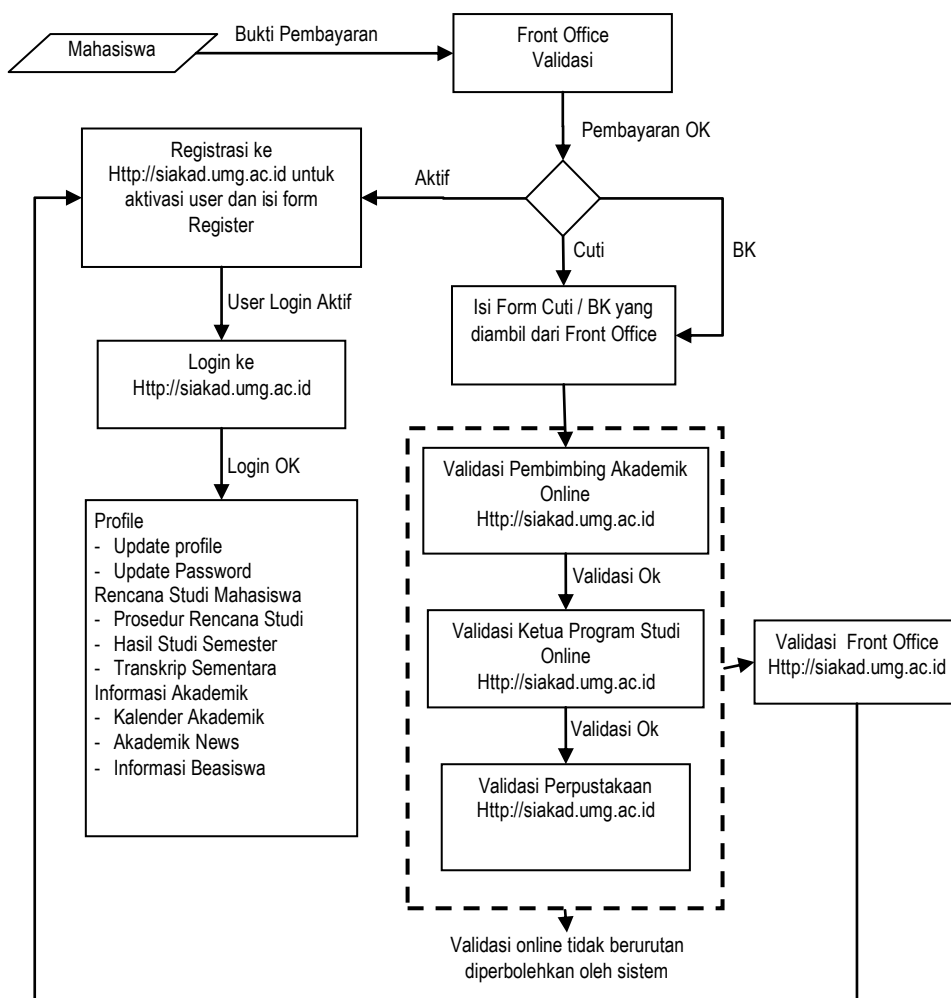 Mahasiswa
Bukti Pembayaran
Front Office
Validasi
Pembayaran OK
Registrasi ke
Http://siakad.umg.ac.id untuk
aktivasi user dan isi form
Register
Aktif
Cuti
BK
User Login Aktif
Isi Form Cuti / BK yang
diambil dari Front Office
Login ke
Http://siakad.umg.ac.id
Login OK
Profile
- Update profile
- Update Password
Rencana Studi Mahasiswa
- Prosedur Rencana Studi
- Hasil Studi Semester
- Transkrip Sementara
Informasi Akademik
- Kalender Akademik
- Akademik News
- Informasi Beasiswa
Validasi Pembimbing Akademik
Online
Http://siakad.umg.ac.id
Validasi Ok
Validasi Ketua Program Studi
Online
Http://siakad.umg.ac.id
Validasi Ok
Validasi Perpustakaan
Http://siakad.umg.ac.id
Validasi Front Office
Http://siakad.umg.ac.id
Validasi online tidak berurutan
diperbolehkan oleh sistem